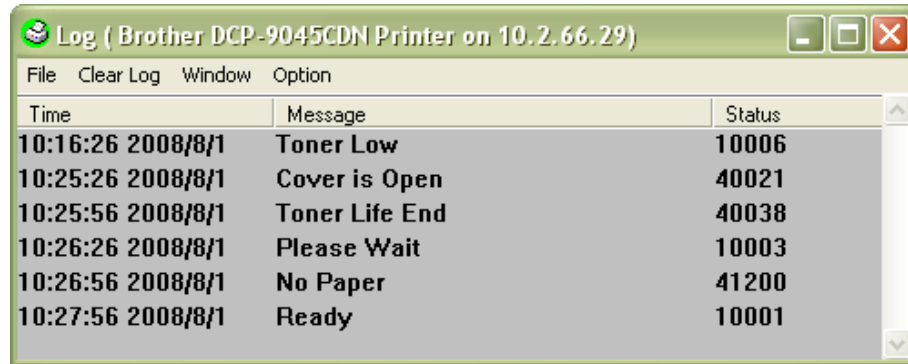 Log ( Brother DCP-9045CDN Printer on 10.2.66.29)
File Clear Log Window Option
Time Message Status
10:16:26 2008/8/1 Toner Low 10006
10:25:26 2008/8/1 Cover is Open 40021
10:25:56 2008/8/1 Toner Life End 40038
10:26:26 2008/8/1 Please Wait 10003
10:26:56 2008/8/1 No Paper 41200
10:27:56 2008/8/1 Ready 10001